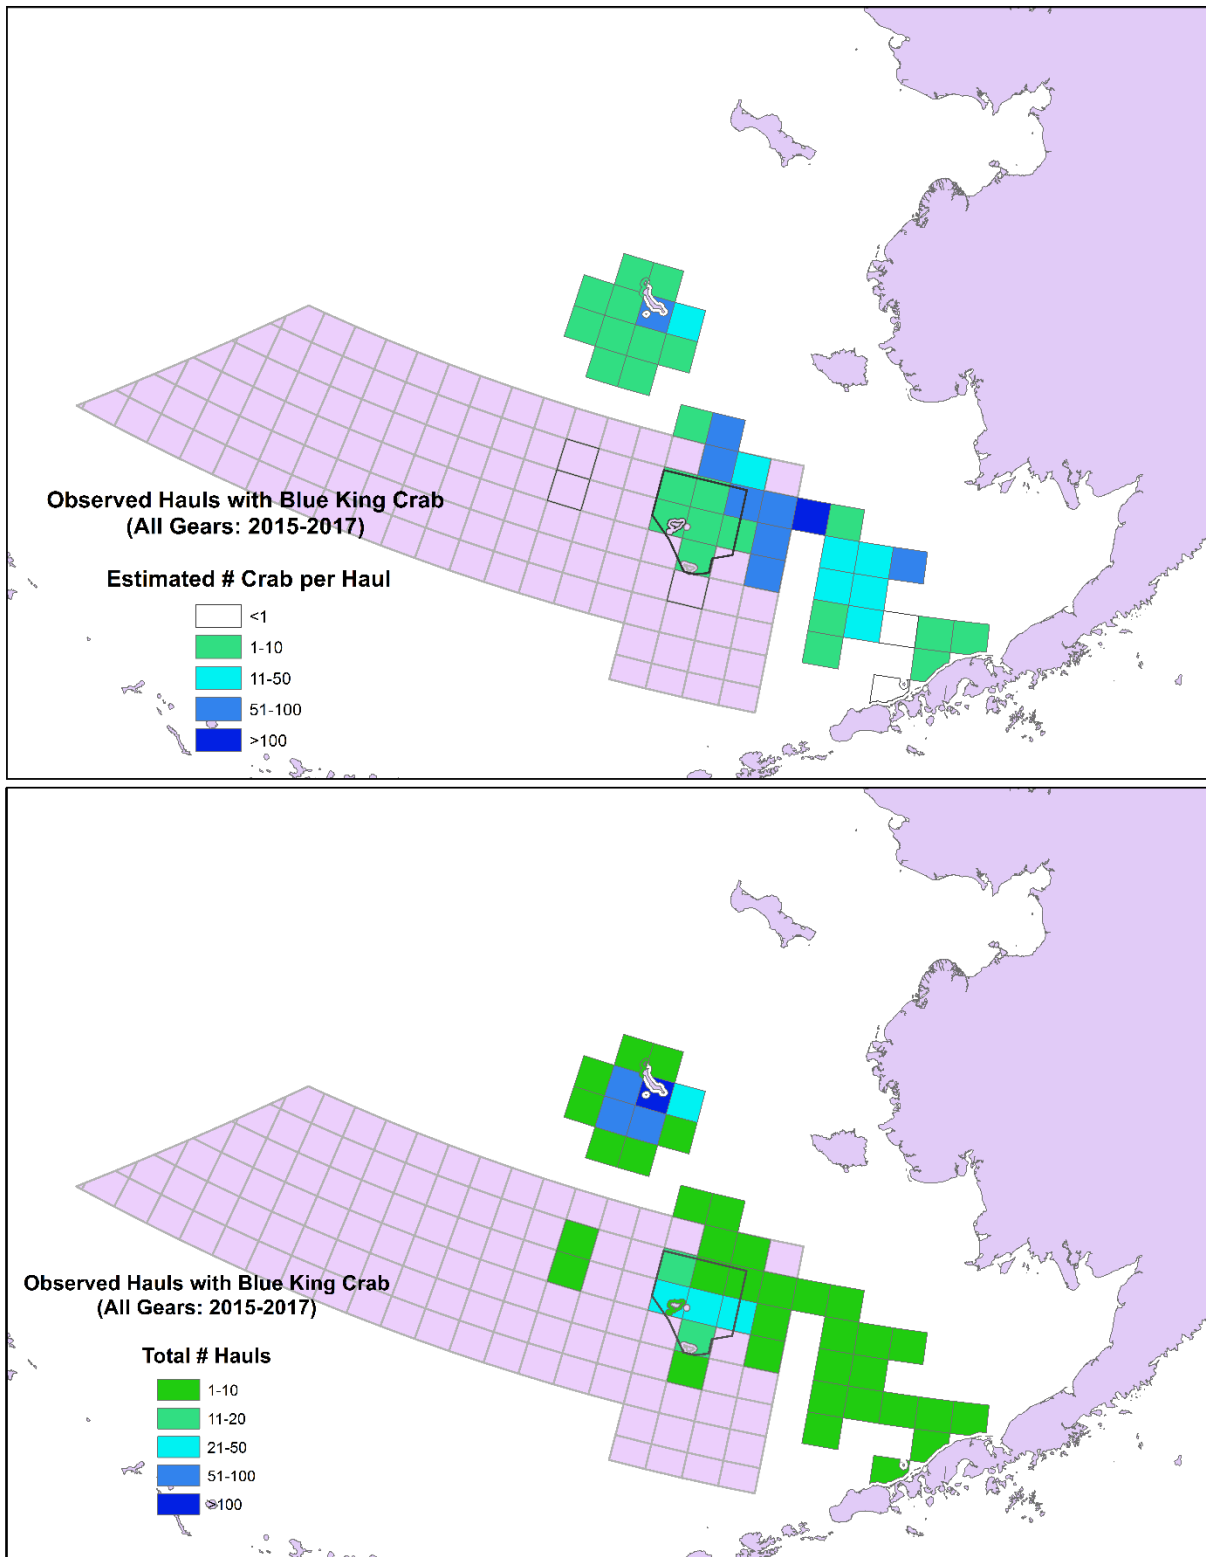 Observed Hauls with Blue King Crab
(All Gears: 2015-2017)
Estimated # Crab per Haul
<1
1-10
11-50
51-100
>100
Observed Hauls with Blue King Crab
(All Gears: 2015-2017)
Total # Hauls
1-10
11-20
21-50
51-100
>100